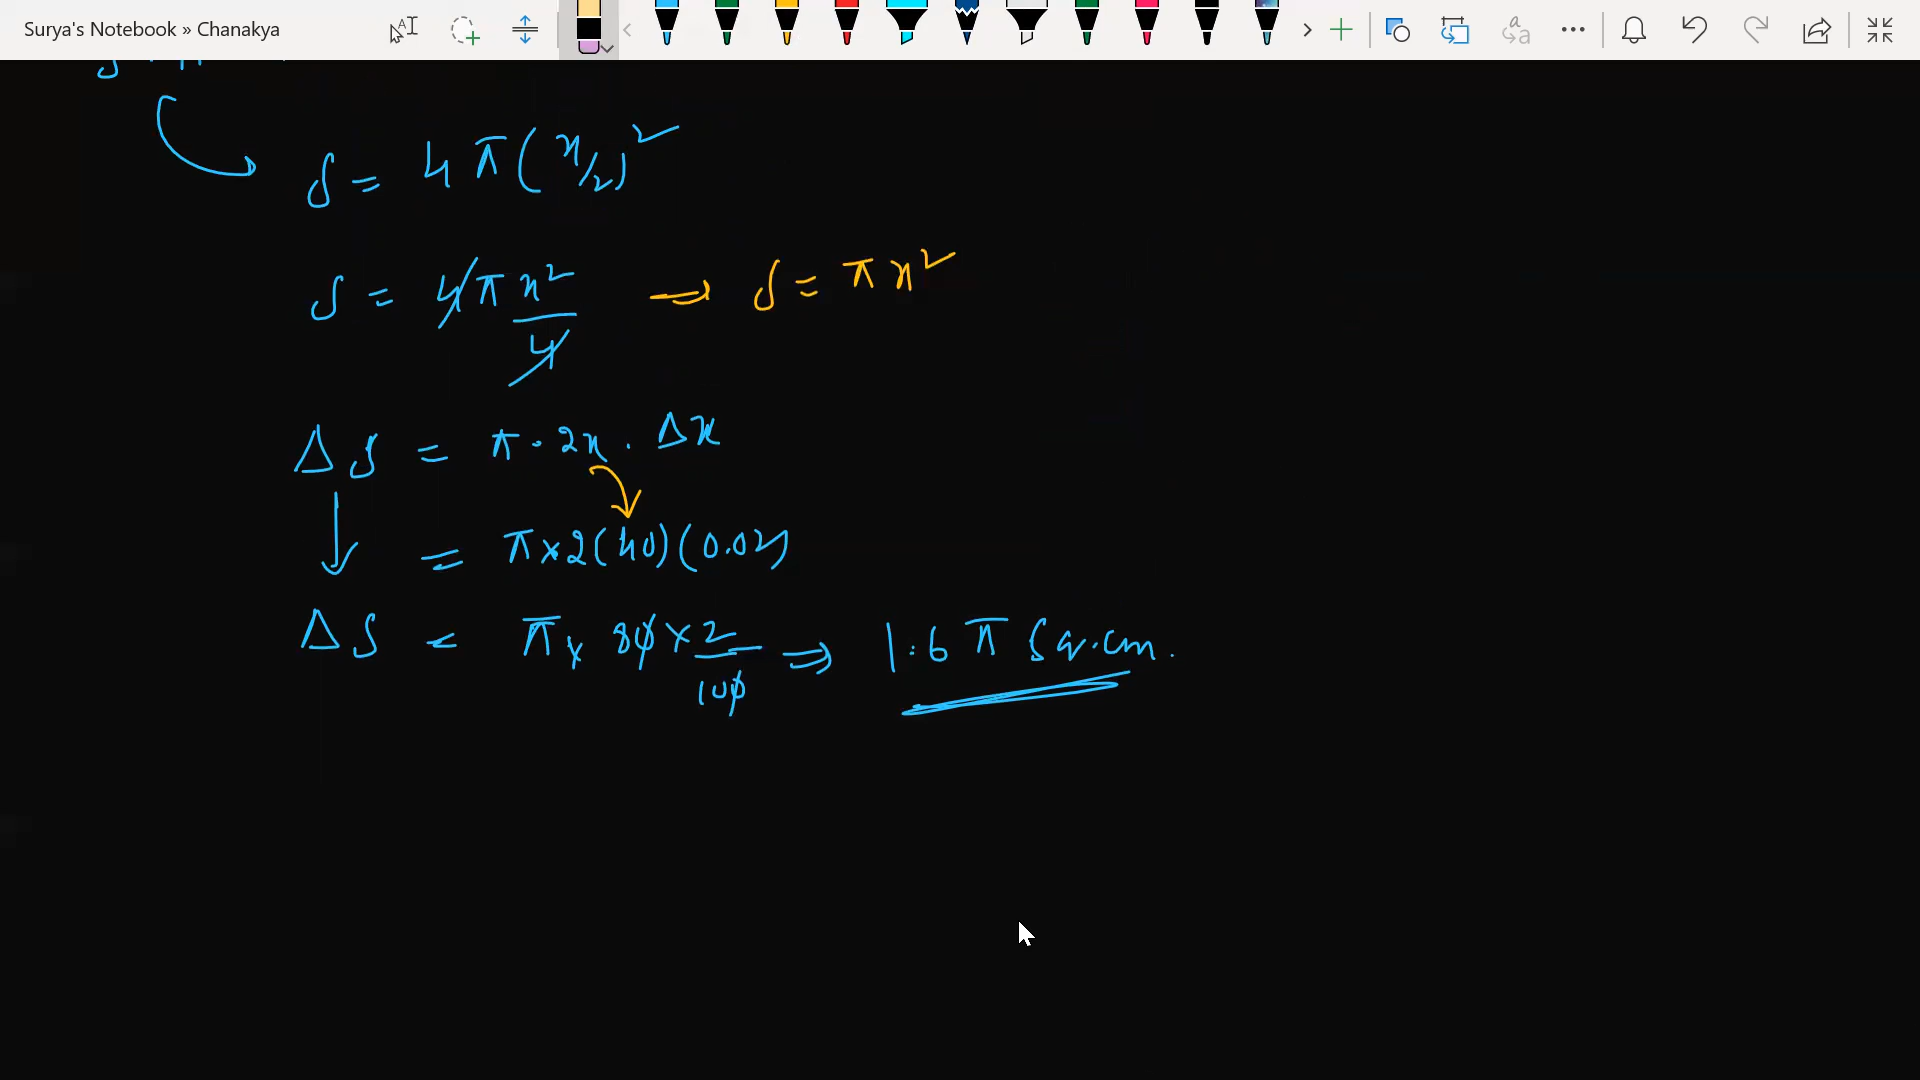 Surya's Notebook » Chanakya
S = 4π(x/2)²
S = 4πx²/4 ⟹ S = πx²
ΔS = π·2x·Δx
= π×2(40)(0.02)
ΔS = π×80×2/100 ⟹ 1.6π Sq.cm.